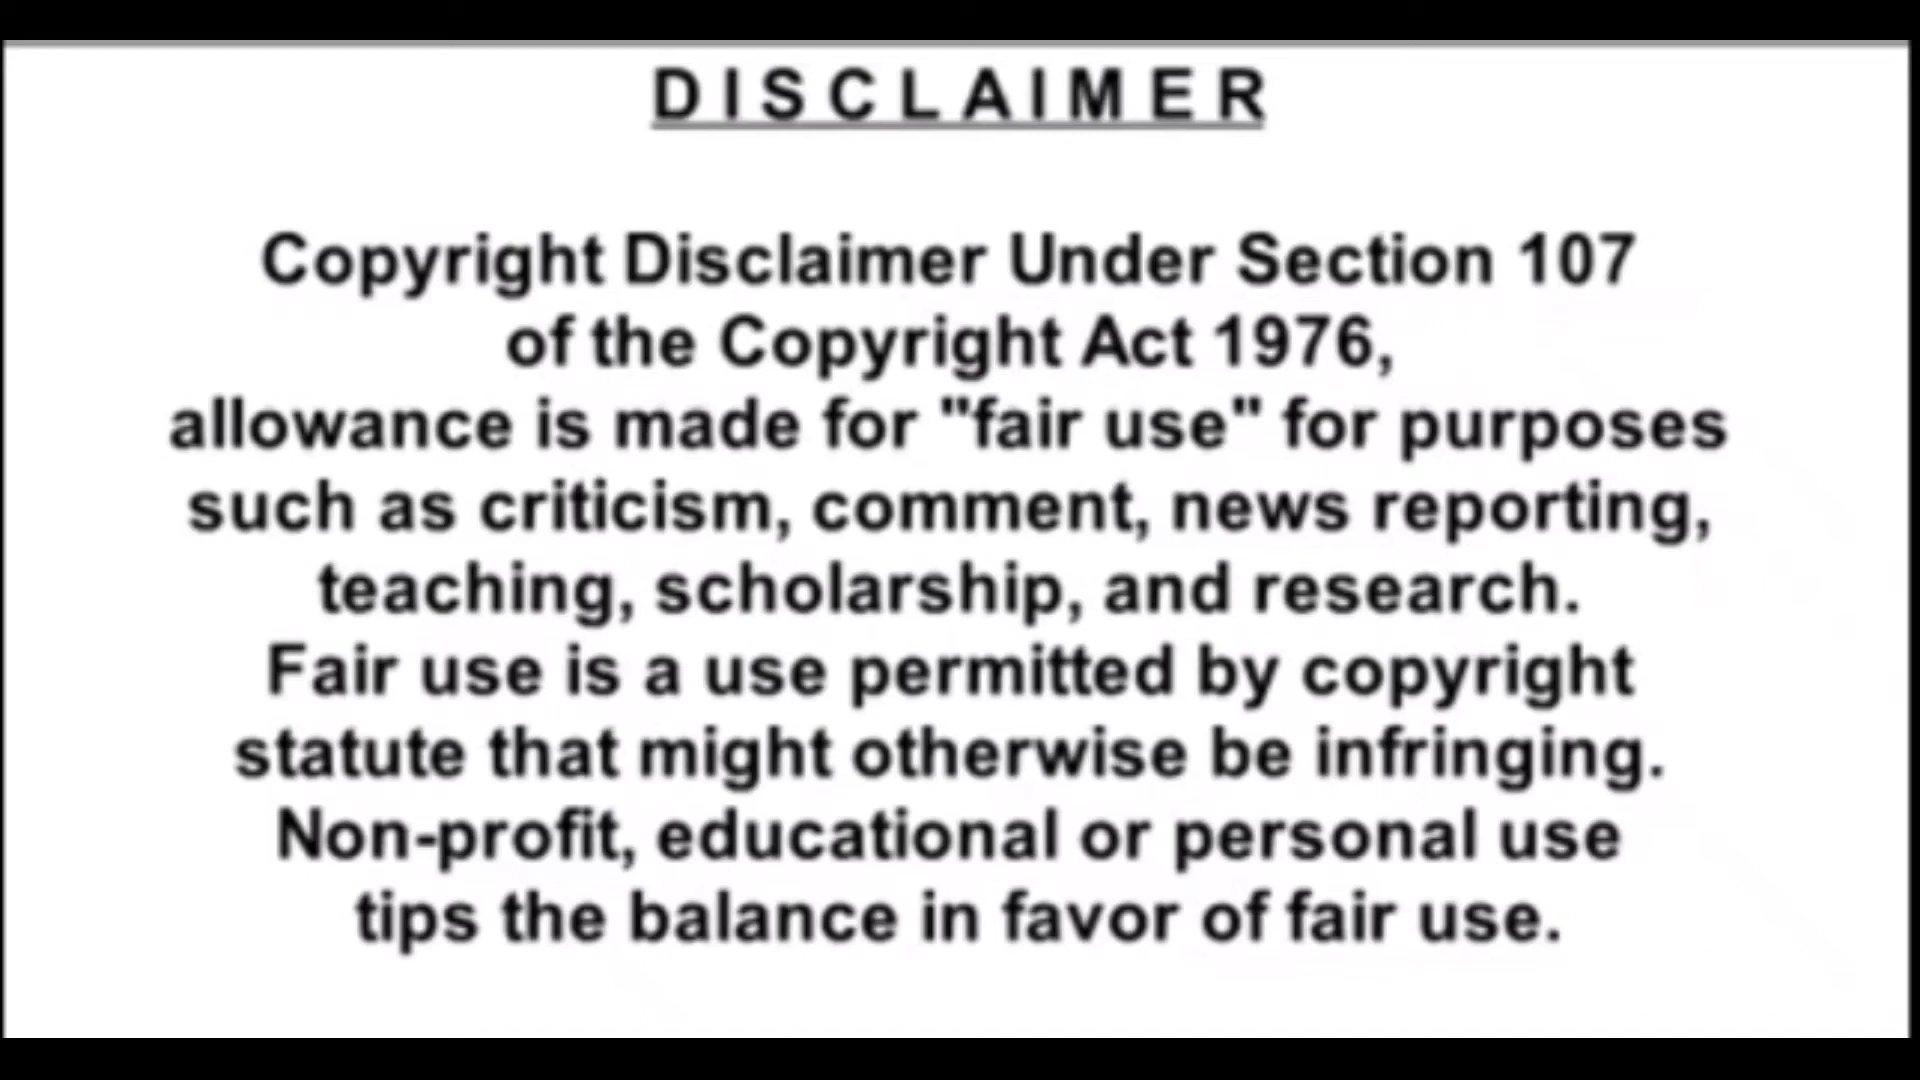 DISCLAIMER
Copyright Disclaimer Under Section 107
of the Copyright Act 1976,
allowance is made for "fair use" for purposes
such as criticism, comment, news reporting,
teaching, scholarship, and research.
Fair use is a use permitted by copyright
statute that might otherwise be infringing.
Non-profit, educational or personal use
tips the balance in favor of fair use.